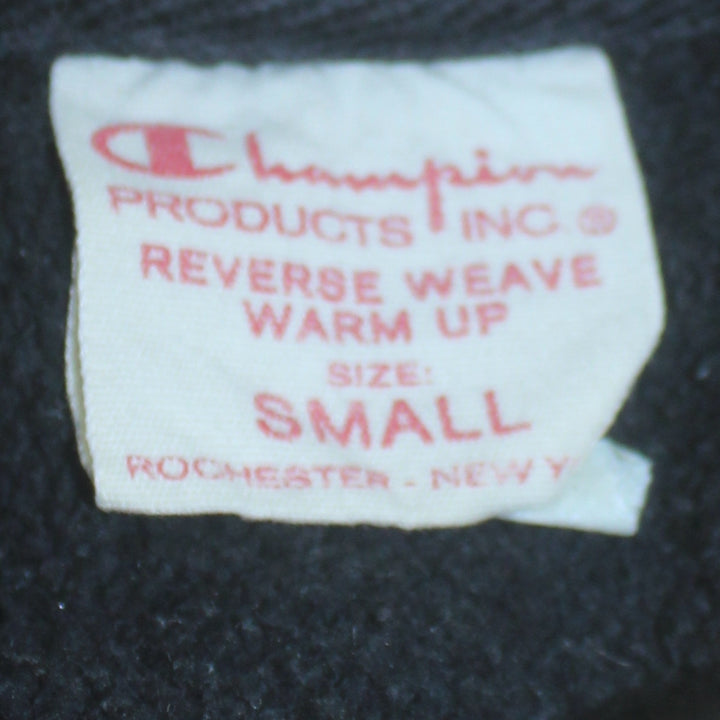 Champion
PRODUCTS INC. ®
REVERSE WEAVE
WARM UP
SIZE:
SMALL
ROCHESTER - NEW Y